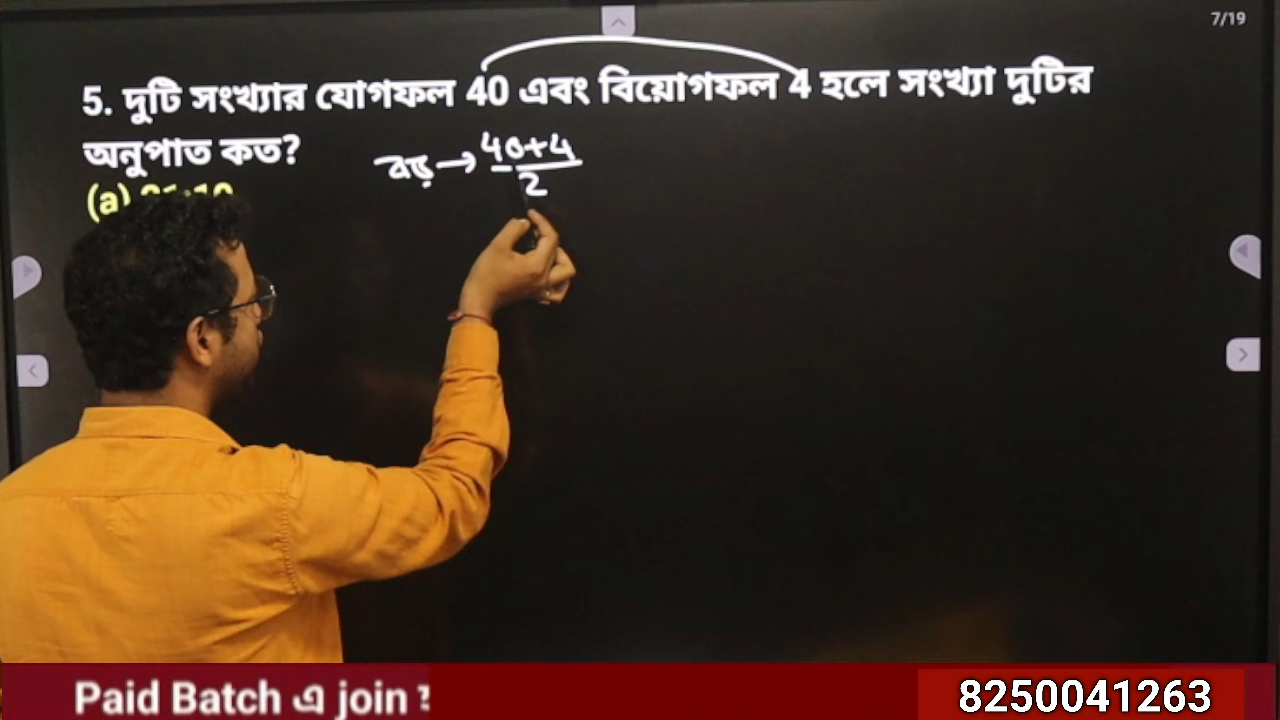 7/19
5. দুটি সংখ্যার যোগফল 40 এবং বিয়োগফল 4 হলে সংখ্যা দুটির
অনুপাত কত?
বড় → 40+4
2
(a)
Paid Batch এ join
8250041263